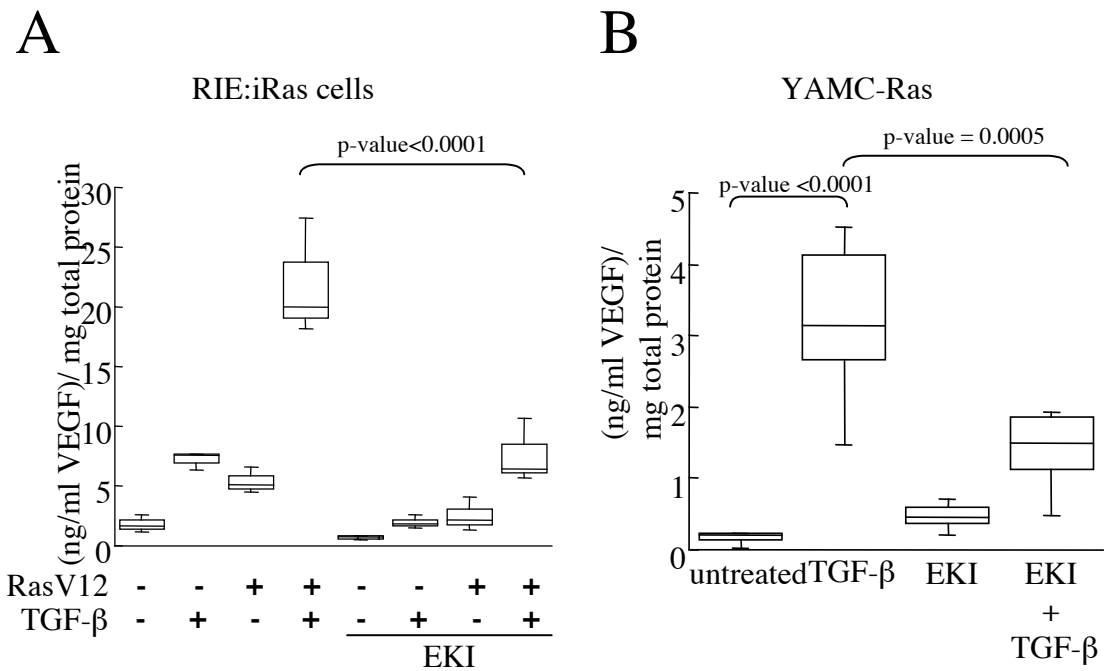 A
RIE:iRas cells
p-value<0.0001
(ng/ml VEGF)/ mg total protein
30
25
20
15
10
5
0
RasV12 - - + + - - + +
TGF-β - + - + - + - +
EKI
B
YAMC-Ras
p-value = 0.0005
p-value <0.0001
(ng/ml VEGF)/
mg total protein
5
4
3
2
1
0
untreated TGF-β EKI EKI
+
TGF-β